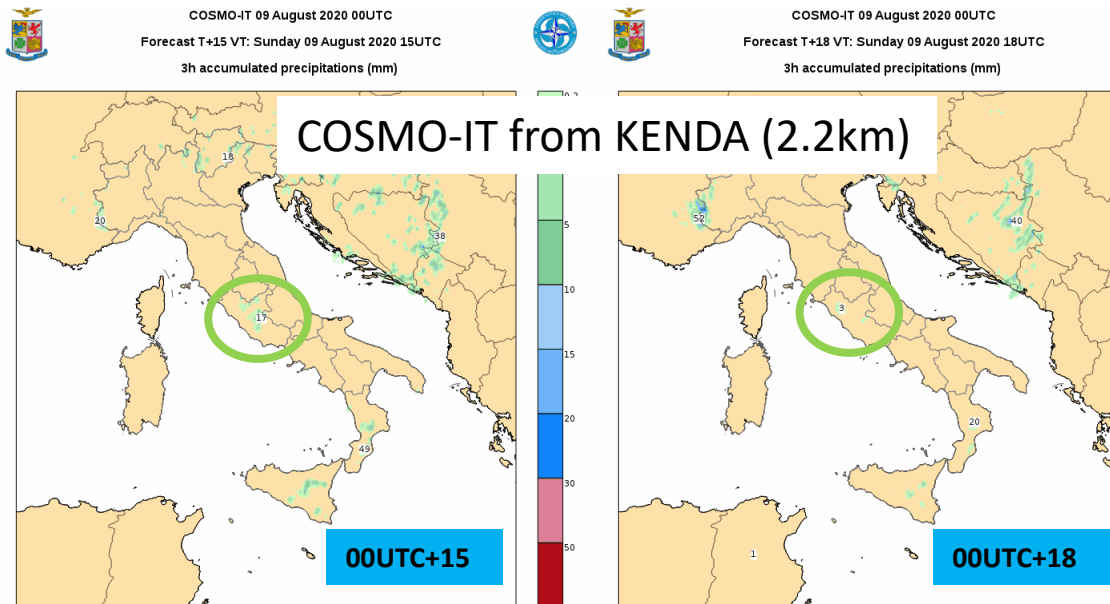 COSMO-IT 09 August 2020 00UTC
Forecast T+15 VT: Sunday 09 August 2020 15UTC
3h accumulated precipitations (mm)
COSMO-IT 09 August 2020 00UTC
Forecast T+18 VT: Sunday 09 August 2020 18UTC
3h accumulated precipitations (mm)
COSMO-IT from KENDA (2.2km)
18
20
38
17
49
00UTC+15
5
10
15
20
30
50
52
40
3
20
1
00UTC+18